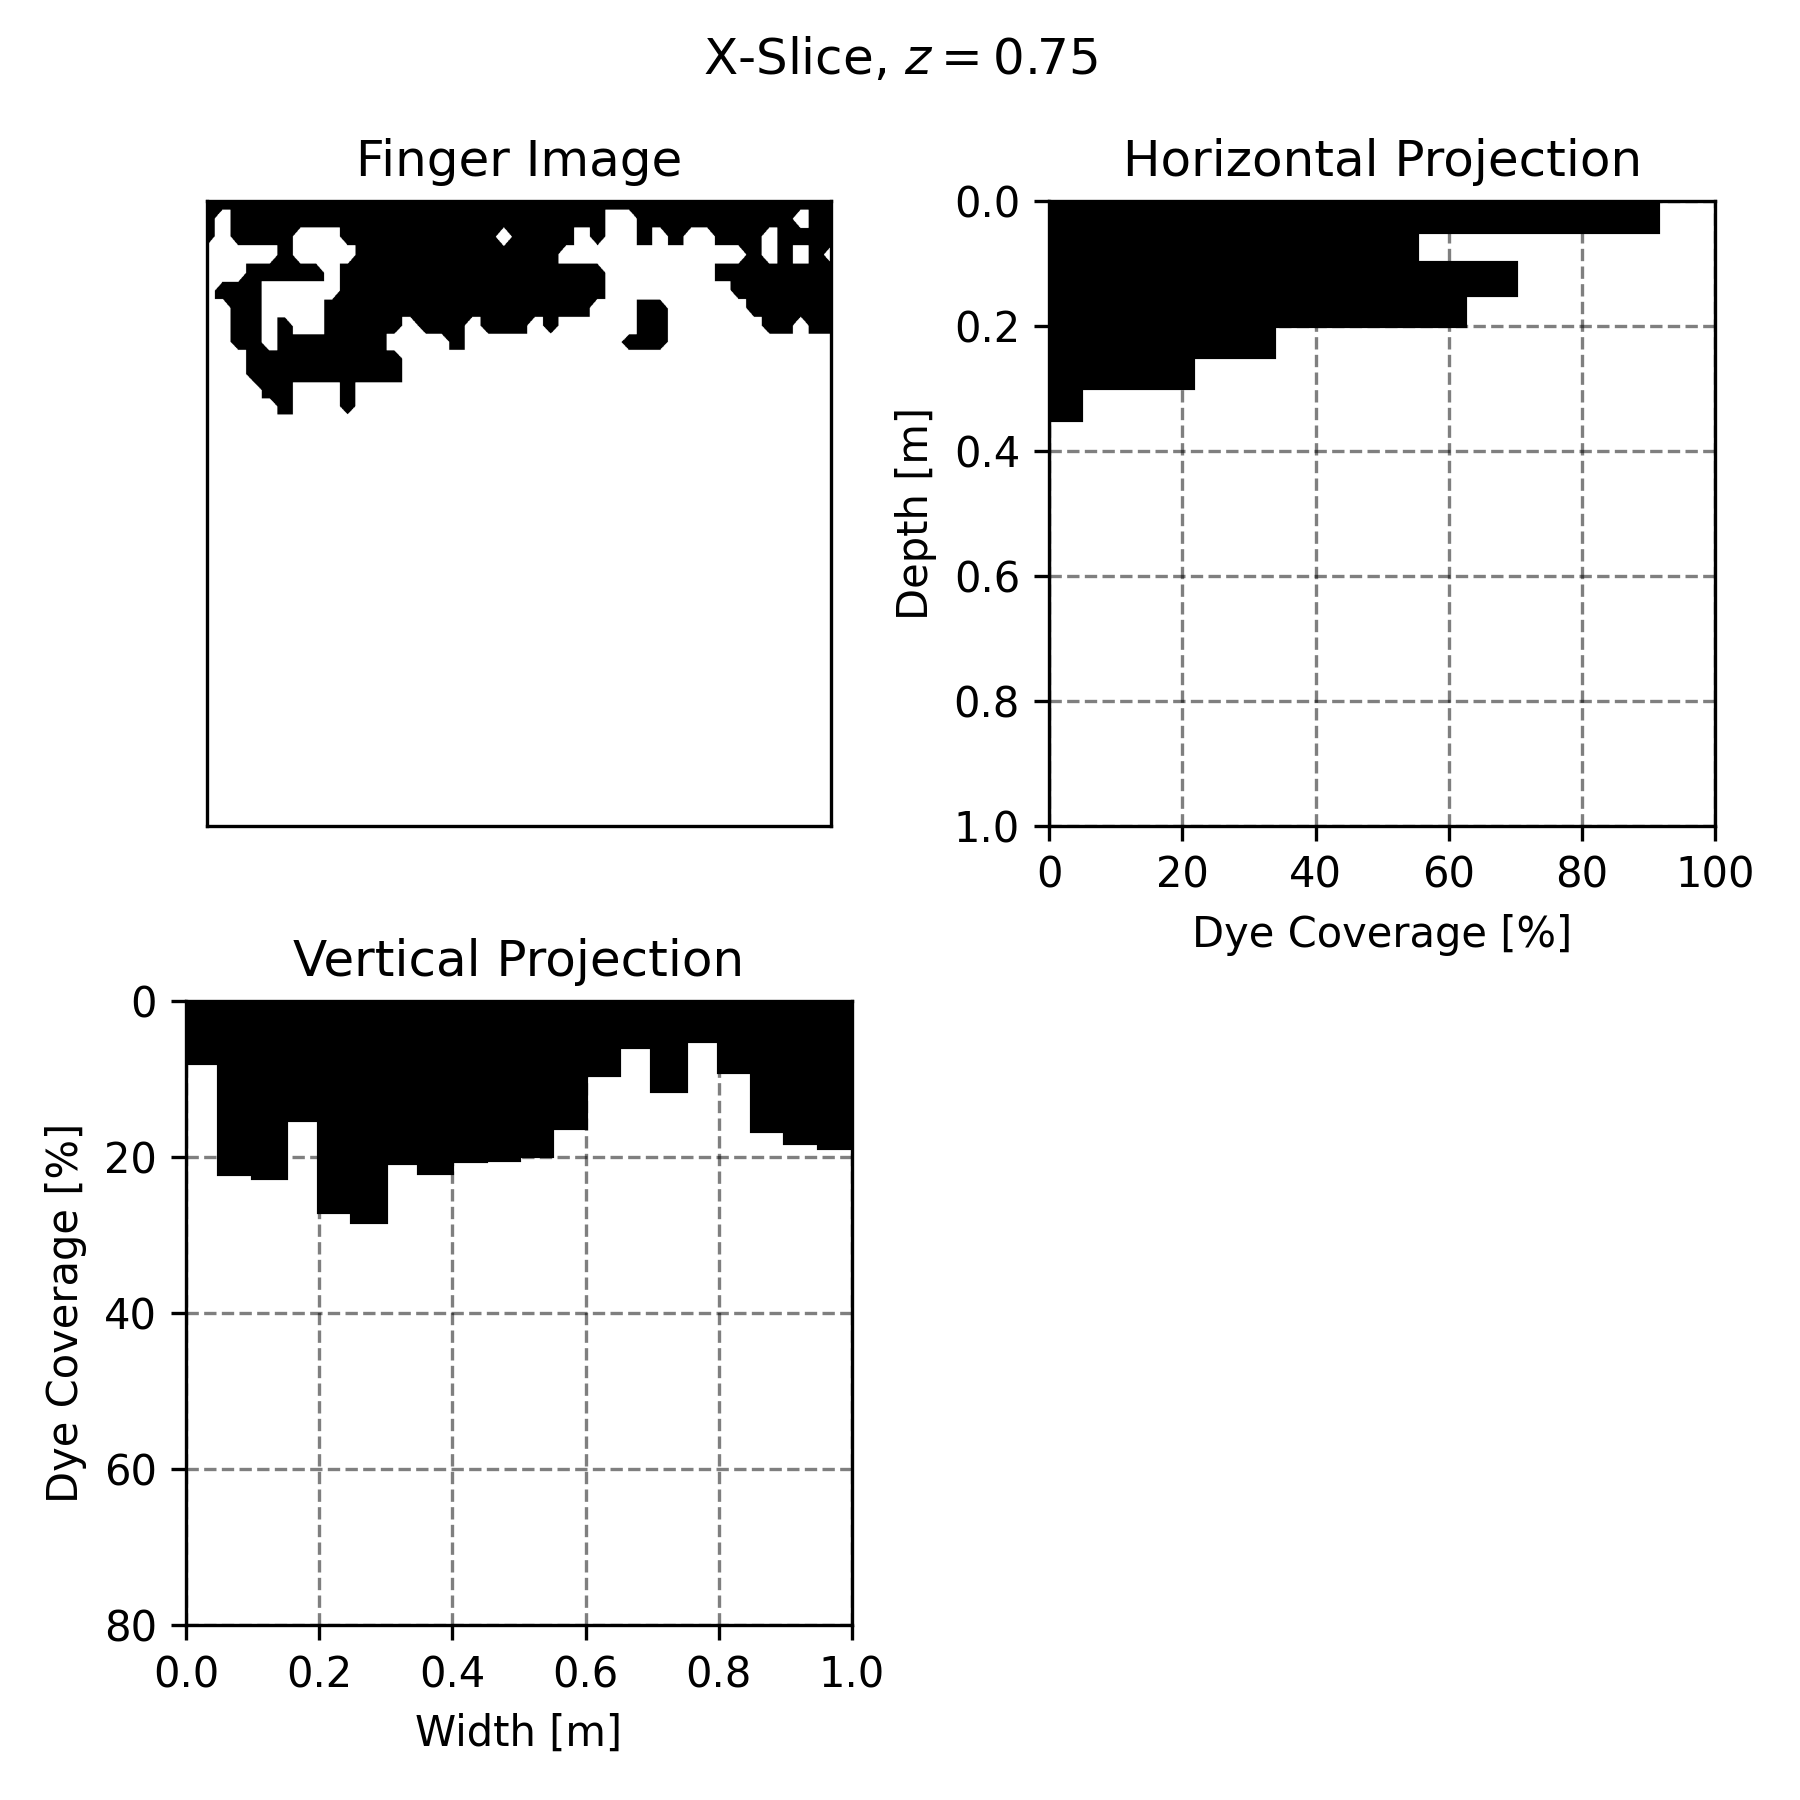 X-Slice, z = 0.75
Finger Image
Horizontal Projection
0.0
0.2
0.4
0.6
0.8
1.0
Depth [m]
0 20 40 60 80 100
Dye Coverage [%]
Vertical Projection
0
20
40
60
80
Dye Coverage [%]
0.0 0.2 0.4 0.6 0.8 1.0
Width [m]